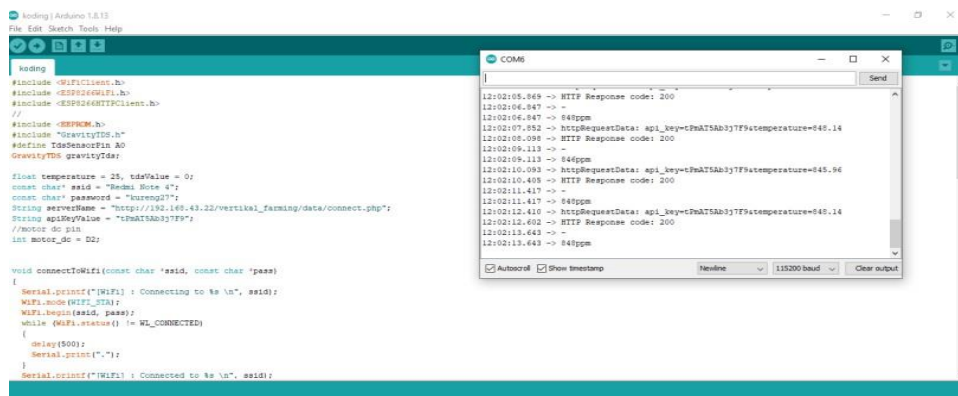 koding | Arduino 1.8.13
File Edit Sketch Tools Help
koding
#include <WiFiClient.h>
#include <ESP8266WiFi.h>
#include <ESP8266HTTPClient.h>
//
#include <EEPROM.h>
#include "GravityTDS.h"
#define TdsSensorPin A0
GravityTDS gravityTds;
float temperature = 25, tdsValue = 0;
const char* ssid = "Redmi Note 4";
const char* password = "kureng27";
String serverName = "http://192.168.43.22/vertikal_farming/data/connect.php";
String apiKeyValue = "tPmAT5Ab3j7F9";
//motor dc pin
int motor_dc = D2;
void connectToWifi(const char *ssid, const char *pass)
{
Serial.printf("[WiFi] : Connecting to %s \n", ssid);
WiFi.mode(WIFI_STA);
WiFi.begin(ssid, pass);
while (WiFi.status() != WL_CONNECTED)
{
delay(500);
Serial.print(".");
}
Serial.printf("[WiFi] : Connected to %s \n", ssid);
COM6
Send
12:02:05.869 -> HTTP Response code: 200
12:02:06.847 -> -
12:02:06.847 -> 848ppm
12:02:07.852 -> httpRequestData: api_key=tPmAT5Ab3j7F9&temperature=848.14
12:02:08.098 -> HTTP Response code: 200
12:02:09.113 -> -
12:02:09.113 -> 846ppm
12:02:10.093 -> httpRequestData: api_key=tPmAT5Ab3j7F9&temperature=845.96
12:02:10.405 -> HTTP Response code: 200
12:02:11.417 -> -
12:02:11.417 -> 848ppm
12:02:12.410 -> httpRequestData: api_key=tPmAT5Ab3j7F9&temperature=848.14
12:02:12.602 -> HTTP Response code: 200
12:02:13.643 -> -
12:02:13.643 -> 848ppm
Autoscroll Show timestamp Newline 115200 baud Clear output